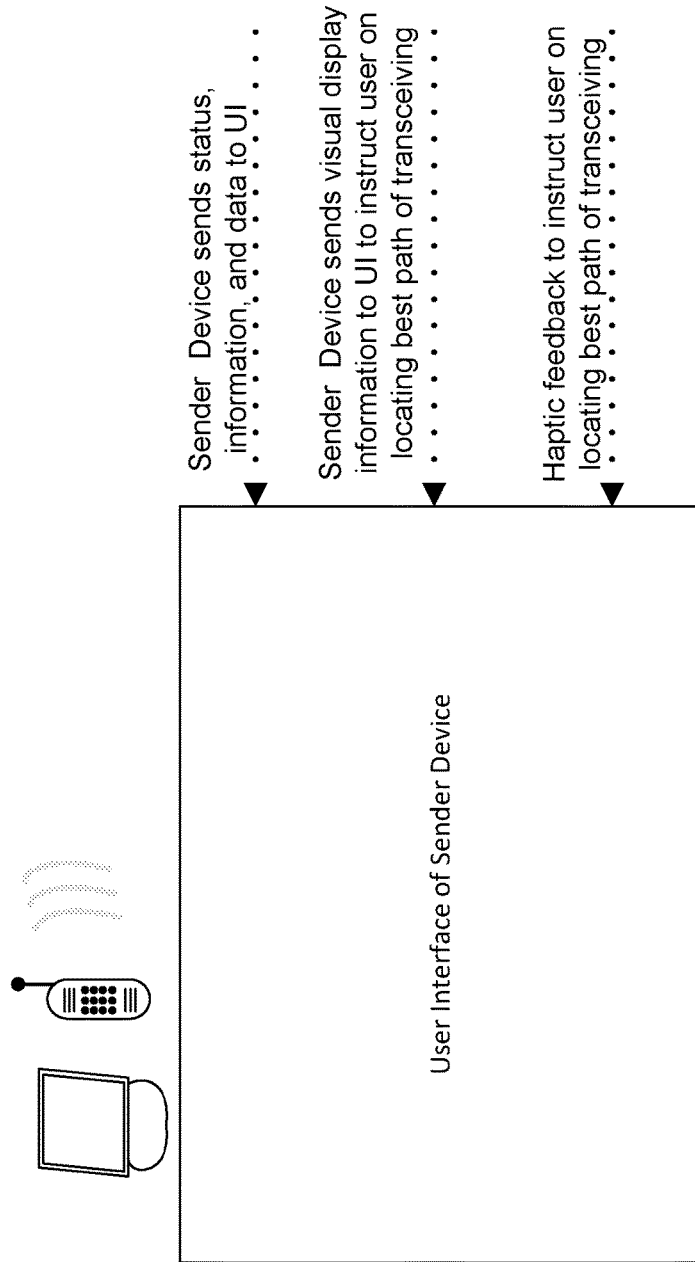 Sender Device sends status,
information, and data to UI
Sender Device sends visual display
information to UI to instruct user on
locating best path of transceiving
Haptic feedback to instruct user on
locating best path of transceiving
User Interface of Sender Device